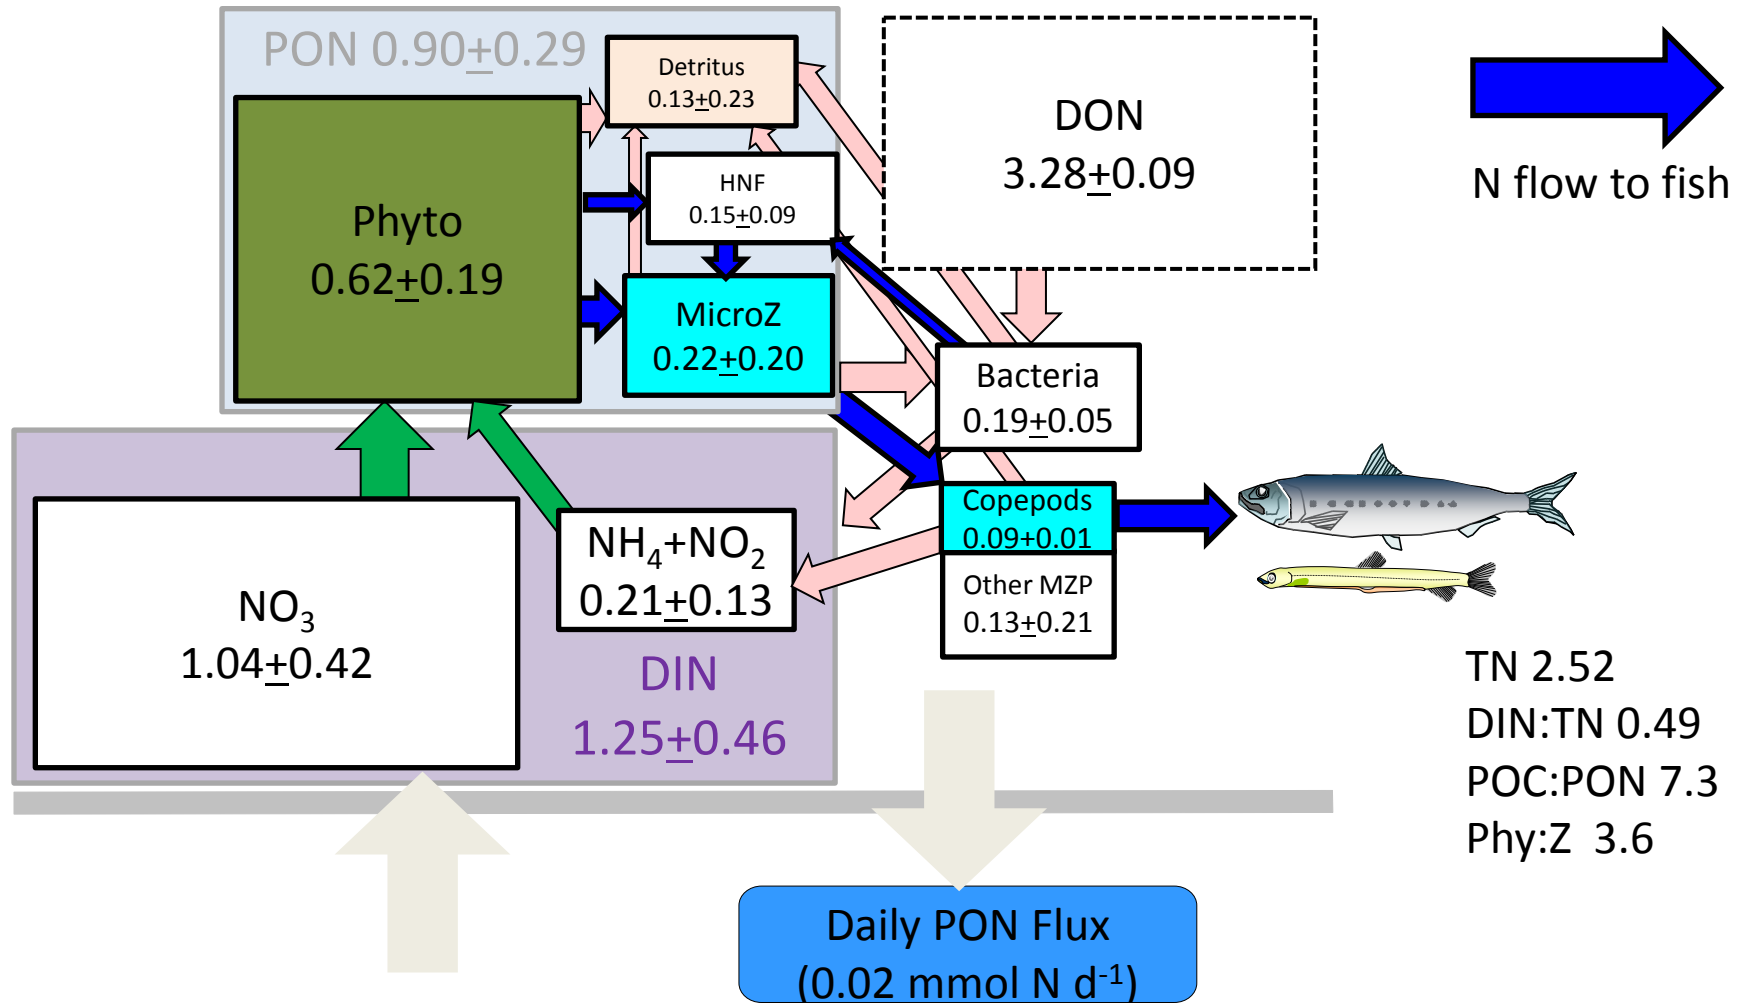 PON 0.90±0.29
Detritus
0.13±0.23
DON
3.28±0.09
N flow to fish
HNF
0.15±0.09
Phyto
0.62±0.19
MicroZ
0.22±0.20
Bacteria
0.19±0.05
Copepods
0.09+0.01
Other MZP
0.13±0.21
NH₄+NO₂
0.21±0.13
NO₃
1.04±0.42
DIN
1.25±0.46
TN 2.52
DIN:TN 0.49
POC:PON 7.3
Phy:Z 3.6
Daily PON Flux
(0.02 mmol N d⁻¹)